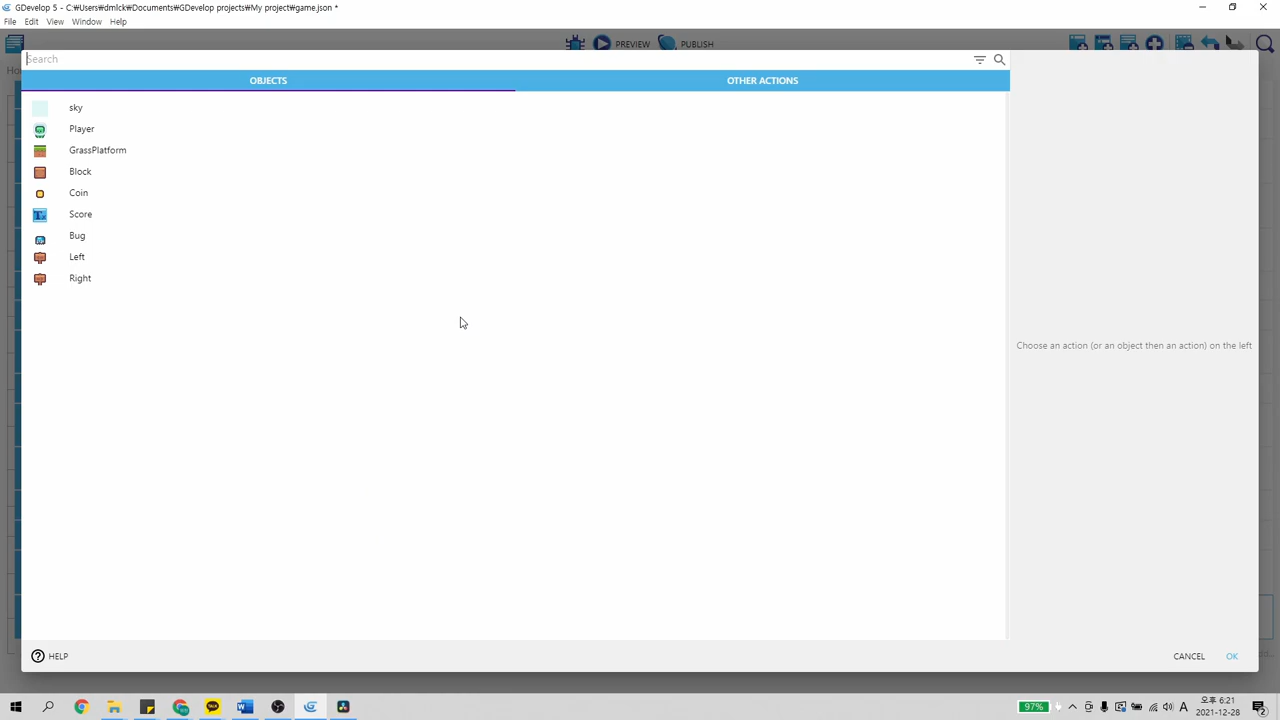 GDevelop 5 - C:₩Users₩dmlck₩Documents₩GDevelop projects₩My project₩game.json *
File Edit View Window Help
PREVIEW PUBLISH
Search
OBJECTS OTHER ACTIONS
sky
Player
GrassPlatform
Block
Coin
Score
Bug
Left
Right
Choose an action (or an object then an action) on the left
HELP CANCEL OK
97% A 오후 6:21
2021-12-28